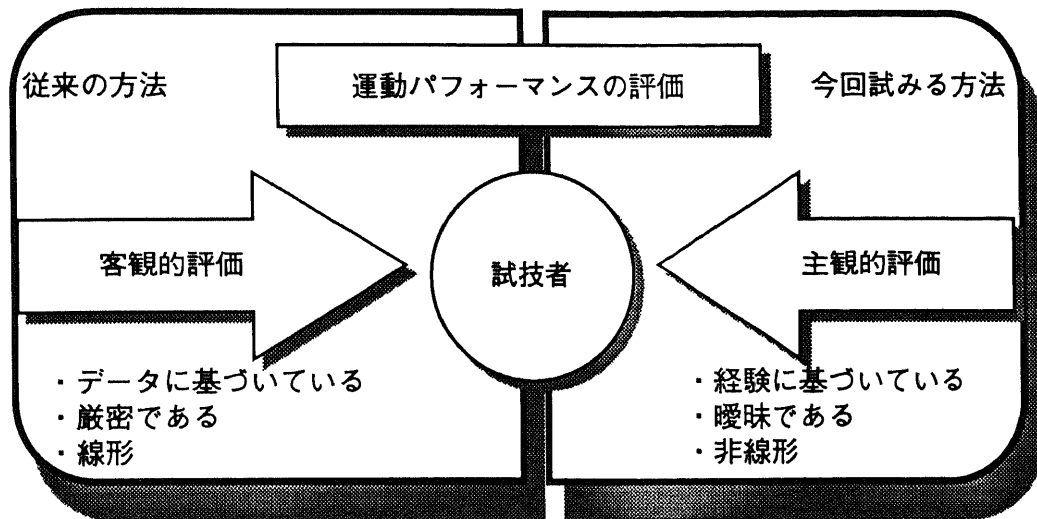 運動パフォーマンスの評価
従来の方法
今回試みる方法
客観的評価
試技者
主観的評価
・データに基づいている
・厳密である
・線形
・経験に基づいている
・曖昧である
・非線形